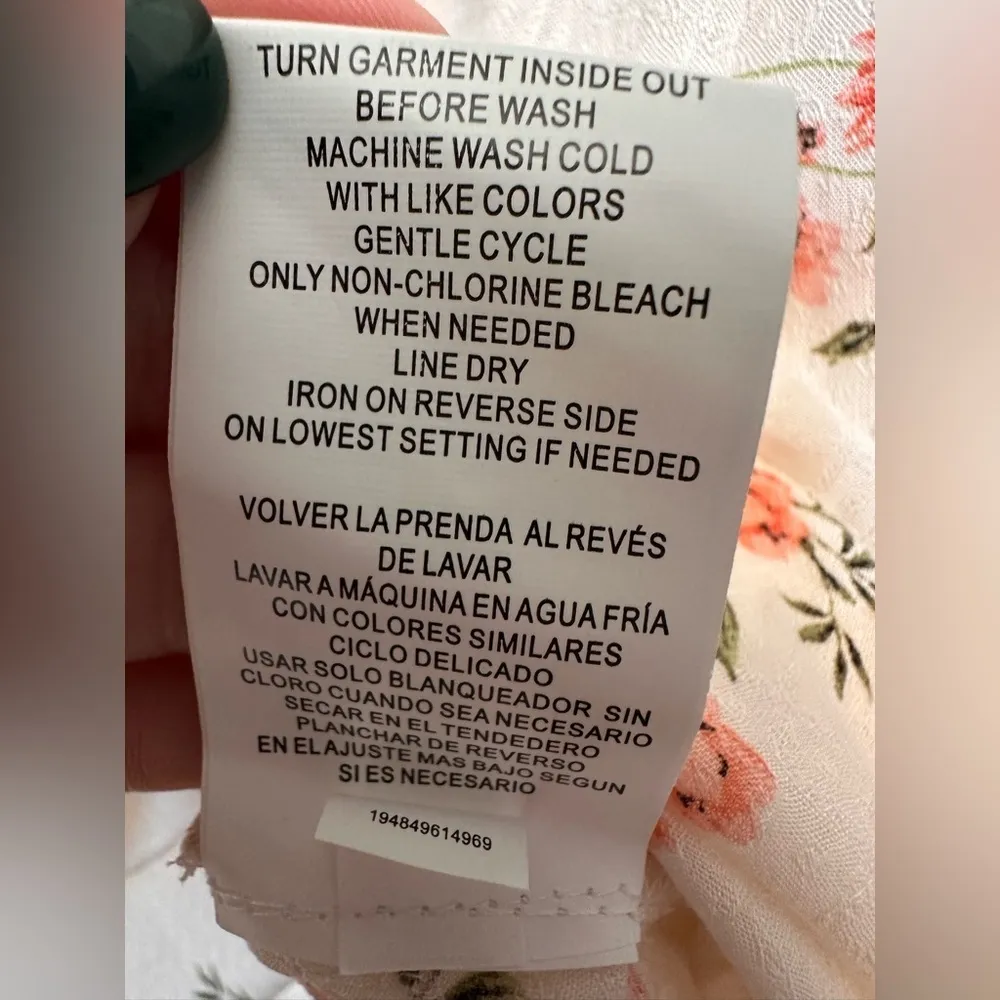 TURN GARMENT INSIDE OUT
BEFORE WASH
MACHINE WASH COLD
WITH LIKE COLORS
GENTLE CYCLE
ONLY NON-CHLORINE BLEACH
WHEN NEEDED
LINE DRY
IRON ON REVERSE SIDE
ON LOWEST SETTING IF NEEDED
VOLVER LA PRENDA AL REVÉS
DE LAVAR
LAVAR A MÁQUINA EN AGUA FRÍA
CON COLORES SIMILARES
CICLO DELICADO
USAR SOLO BLANQUEADOR SIN
CLORO CUANDO SEA NECESARIO
SECAR EN EL TENDEDERO
PLANCHAR DE REVERSO
EN EL AJUSTE MAS BAJO SEGUN
SI ES NECESARIO
194849614969